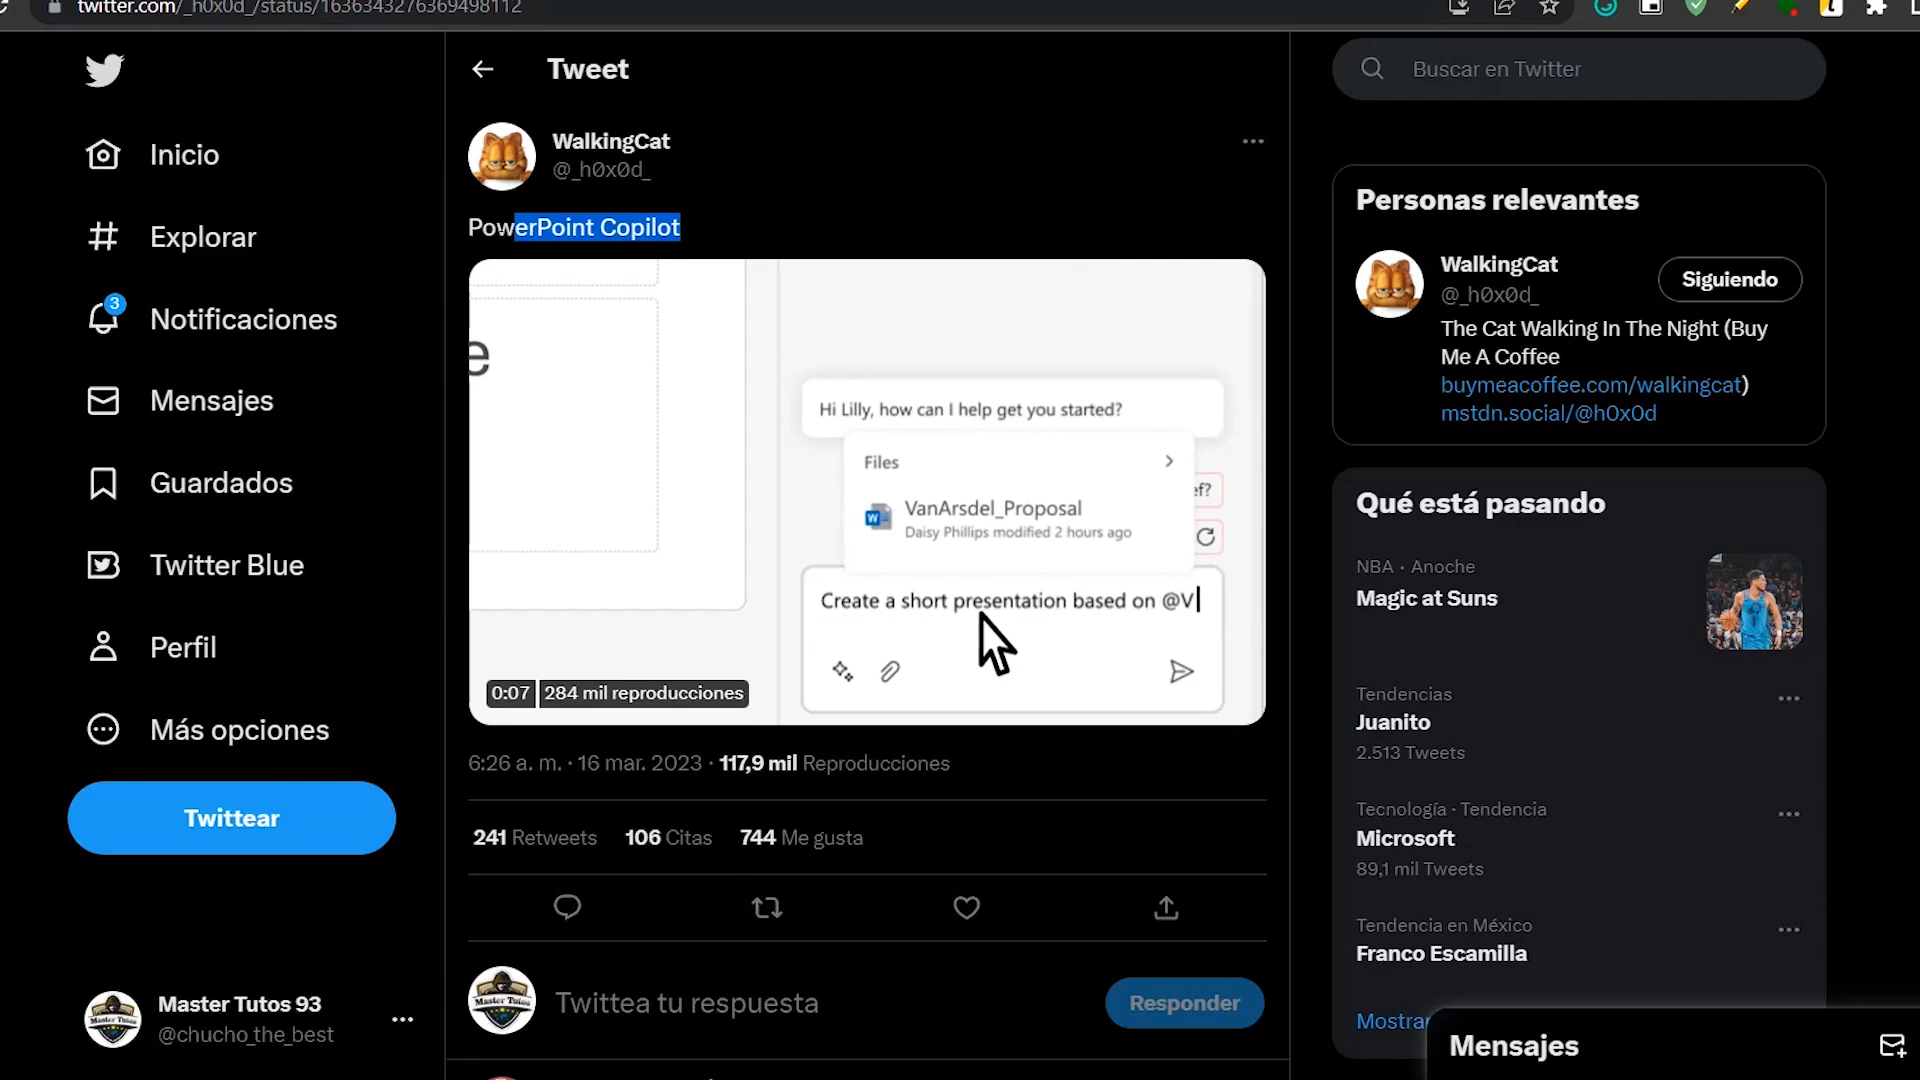 twitter.com/_h0x0d_/status/1636343276369498112
Tweet
Buscar en Twitter
Inicio
Explorar
3
Notificaciones
Mensajes
Guardados
Twitter Blue
Perfil
Más opciones
Twittear
Master Tutos 93
@chucho_the_best
WalkingCat
@_h0x0d_
PowerPoint Copilot
e
Hi Lilly, how can I help get you started?
Files
VanArsdel_Proposal
Daisy Phillips modified 2 hours ago
ef?
Create a short presentation based on @V
0:07
284 mil reproducciones
6:26 a. m. · 16 mar. 2023 · 117,9 mil Reproducciones
241 Retweets 106 Citas 744 Me gusta
Master Tutos
Twittea tu respuesta
Responder
Personas relevantes
WalkingCat
@_h0x0d_
Siguiendo
The Cat Walking In The Night (Buy
Me A Coffee
buymeacoffee.com/walkingcat)
mstdn.social/@h0x0d
Qué está pasando
NBA · Anoche
Magic at Suns
Tendencias
Juanito
2.513 Tweets
Tecnología · Tendencia
Microsoft
89,1 mil Tweets
Tendencia en México
Franco Escamilla
Mostrar
Mensajes